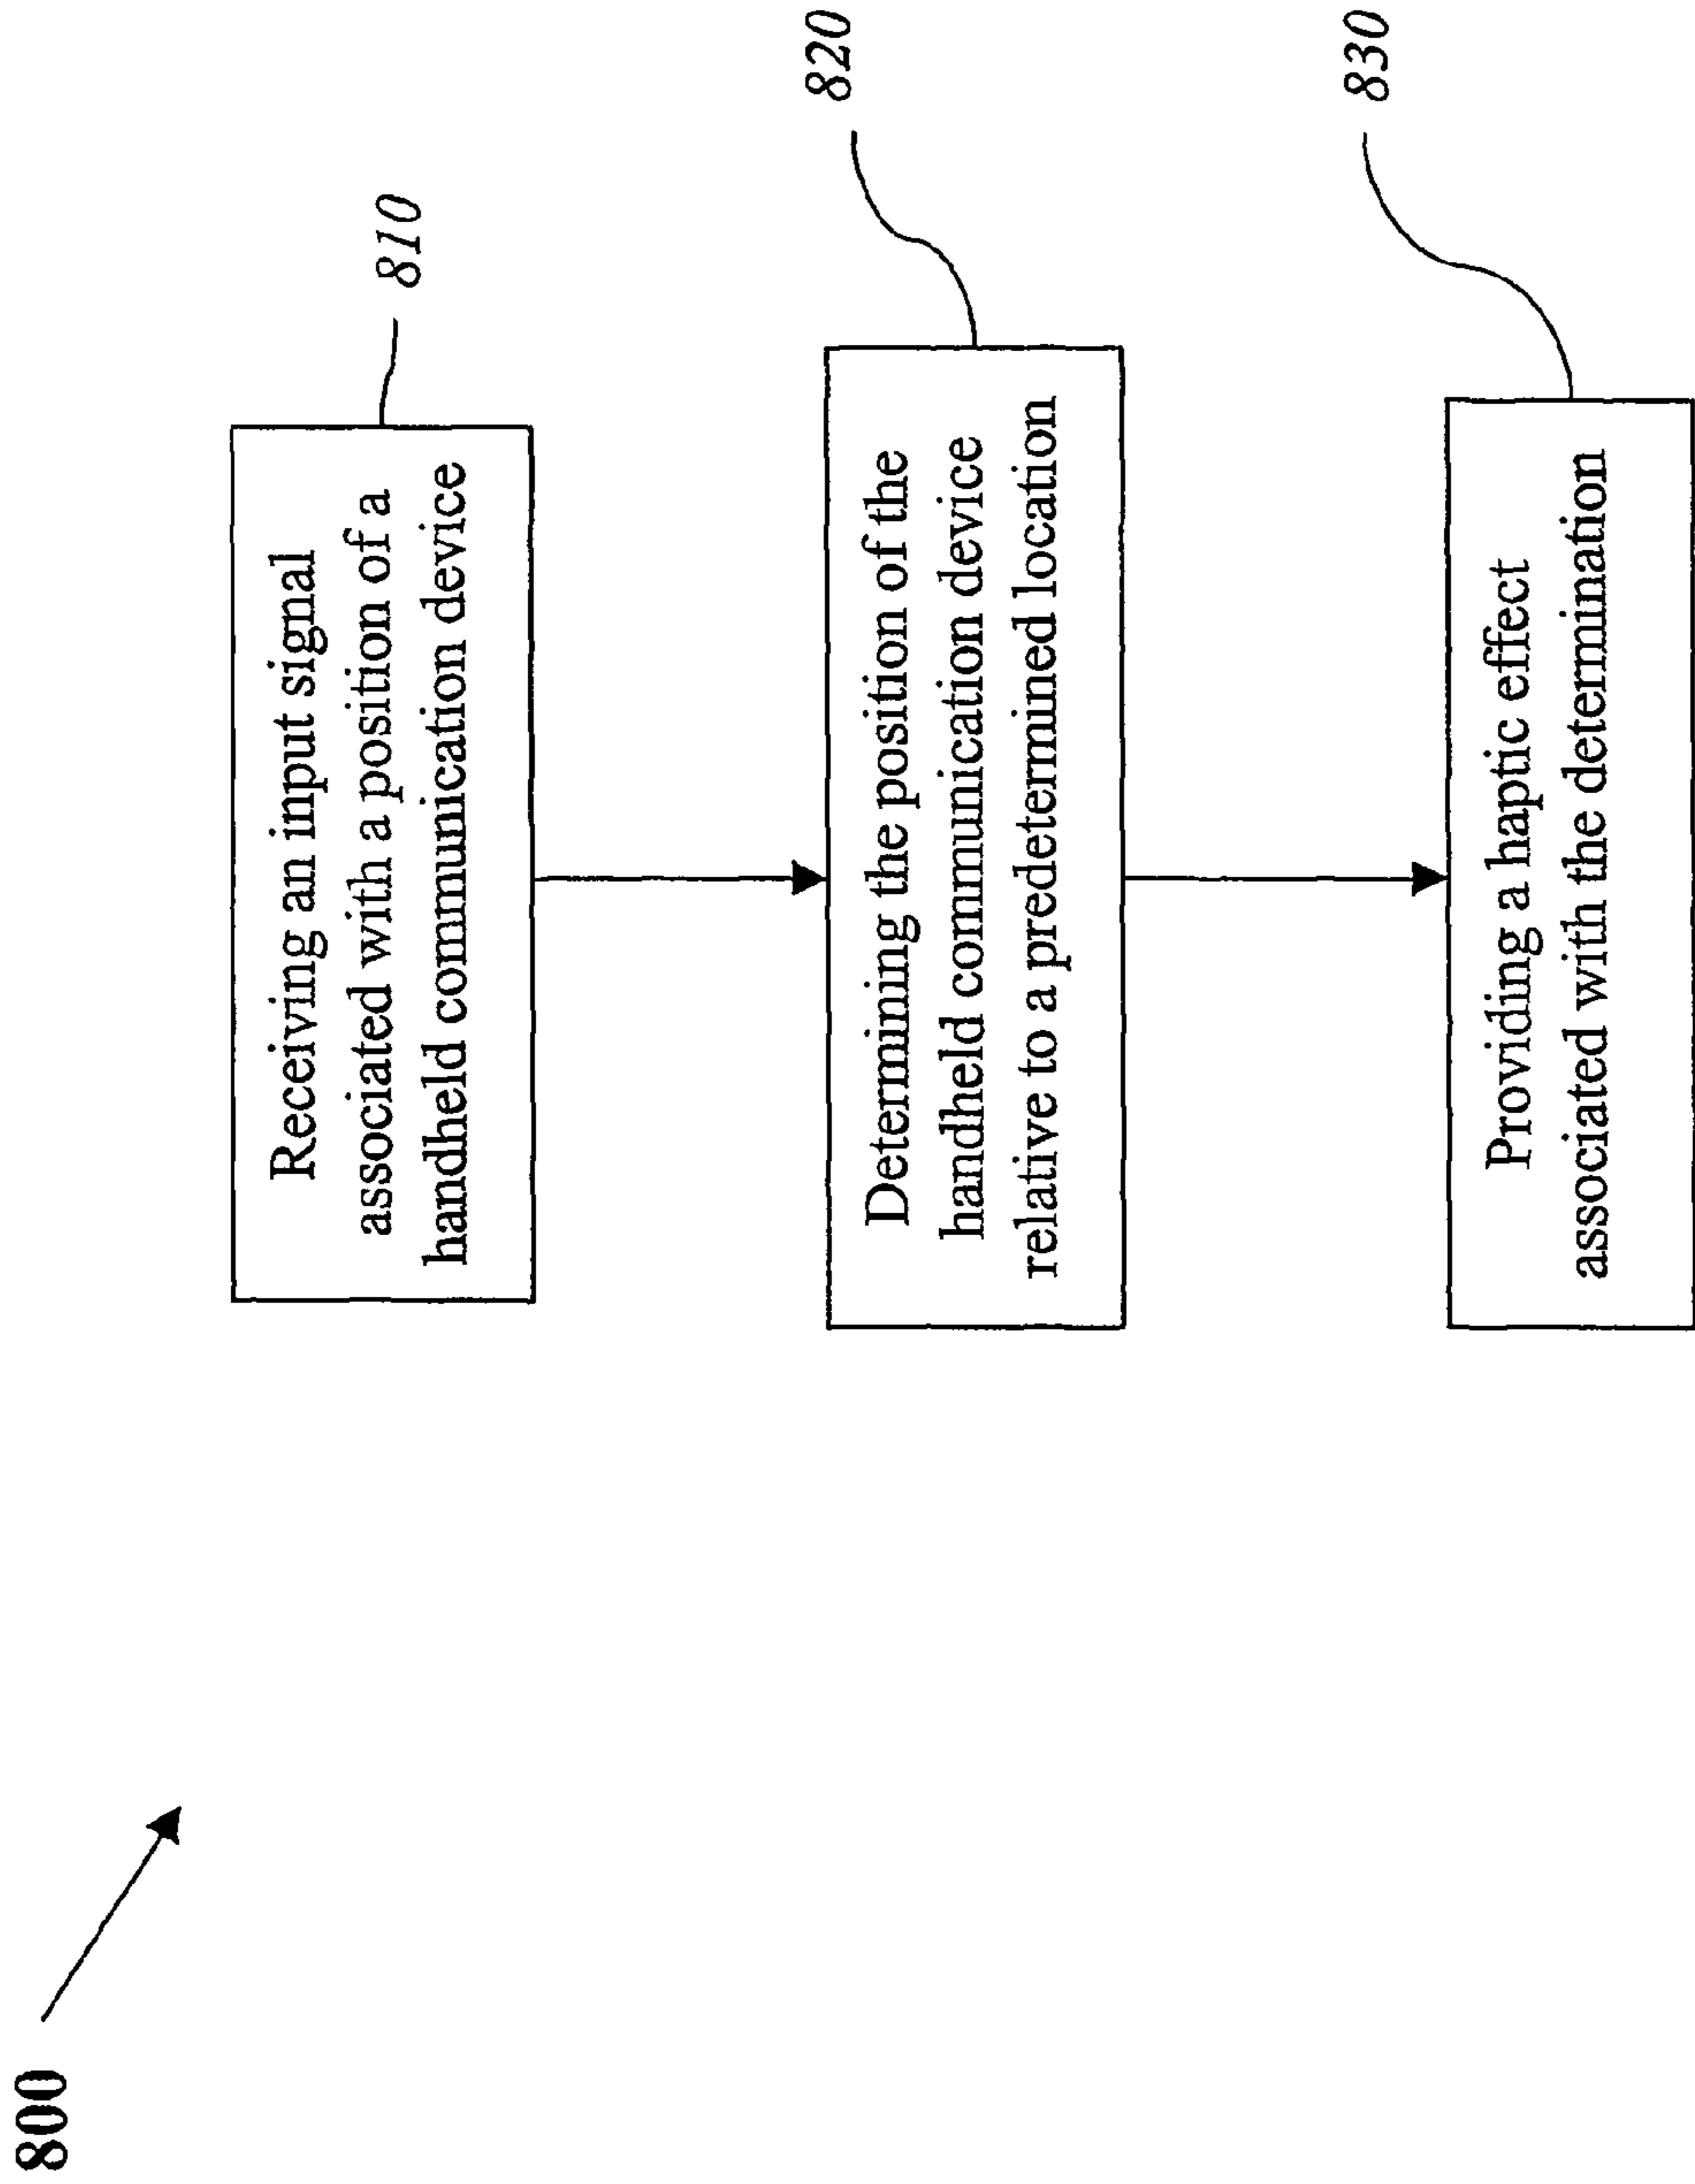 800
Receiving an input signal
associated with a position of a
handheld communication device
810
Determining the position of the
handheld communication device
relative to a predetermined location
820
Providing a haptic effect
associated with the determination
830